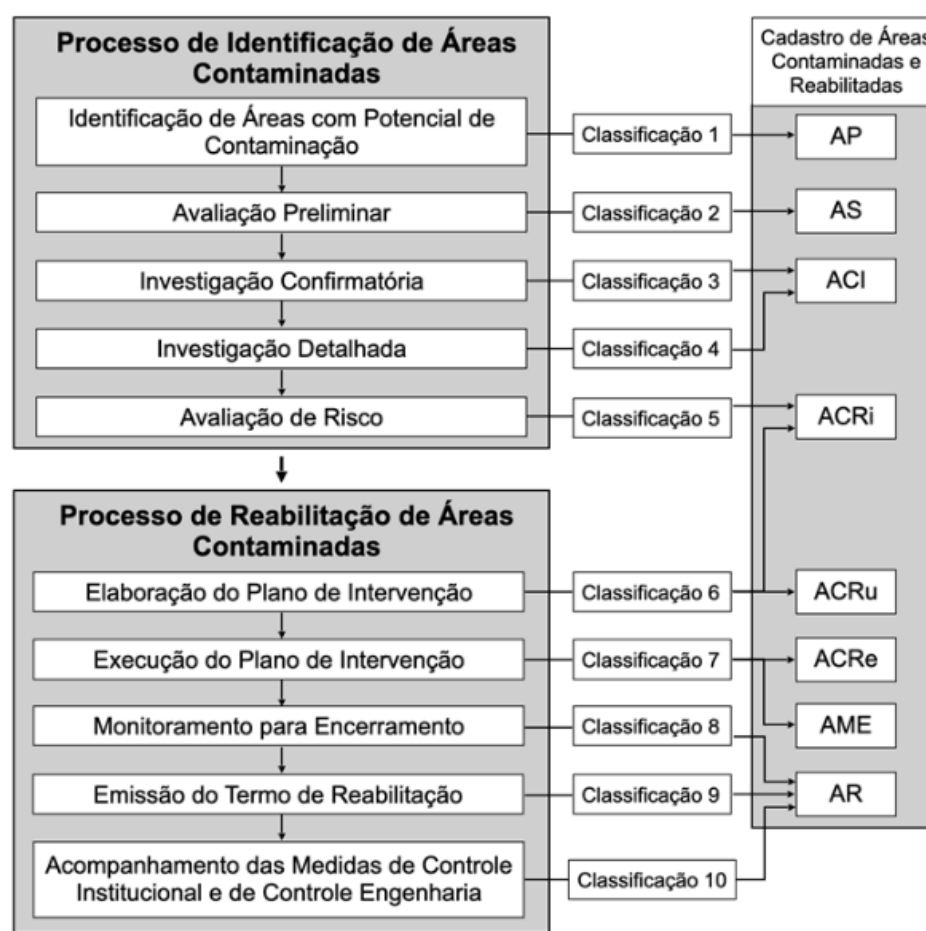 Processo de Identificação de Áreas
Contaminadas
Identificação de Áreas com Potencial de
Contaminação
Avaliação Preliminar
Investigação Confirmatória
Investigação Detalhada
Avaliação de Risco
Classificação 1
Classificação 2
Classificação 3
Classificação 4
Classificação 5
Cadastro de Áreas
Contaminadas e
Reabilitadas
AP
AS
ACI
ACRi
Processo de Reabilitação de Áreas
Contaminadas
Elaboração do Plano de Intervenção
Execução do Plano de Intervenção
Monitoramento para Encerramento
Emissão do Termo de Reabilitação
Acompanhamento das Medidas de Controle
Institucional e de Controle Engenharia
Classificação 6
Classificação 7
Classificação 8
Classificação 9
Classificação 10
ACRu
ACRe
AME
AR